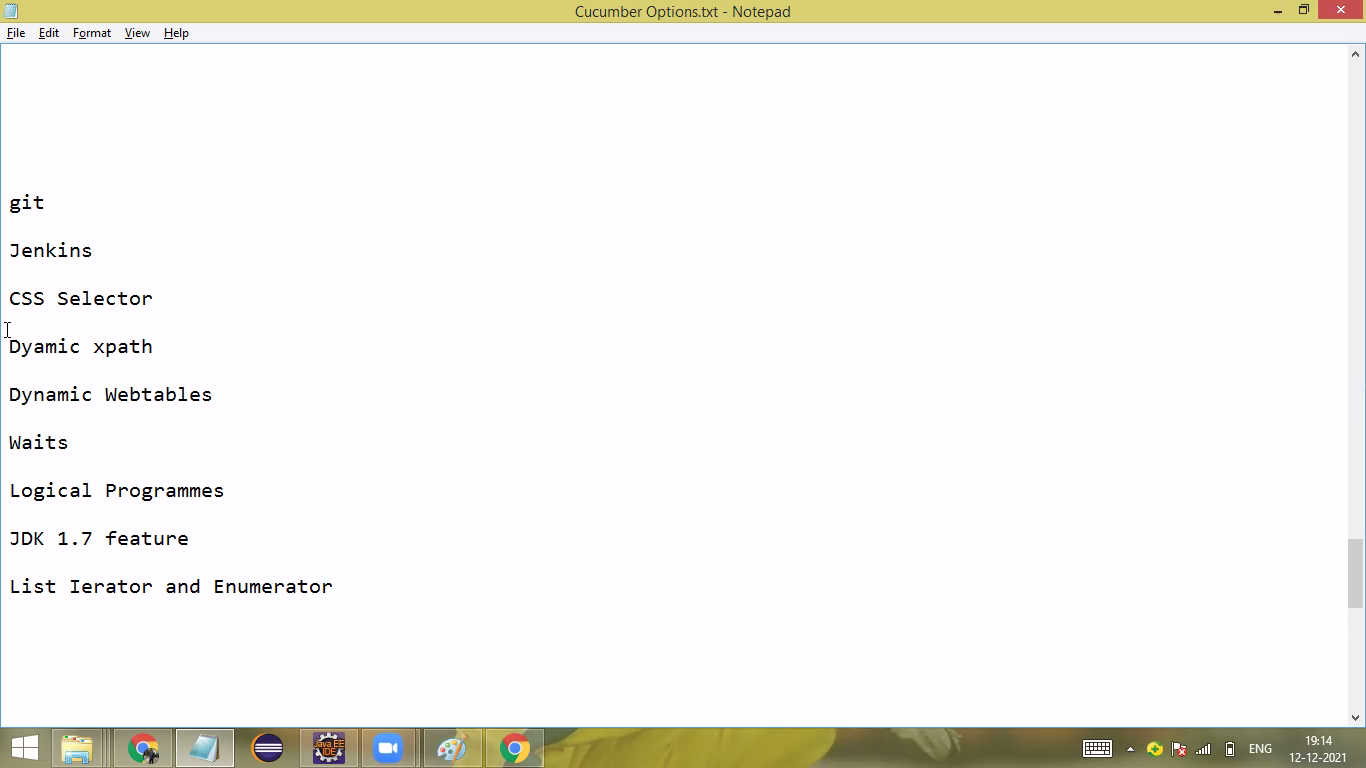 Cucumber Options.txt - Notepad
File Edit Format View Help
git
Jenkins
CSS Selector
Dyamic xpath
Dynamic Webtables
Waits
Logical Programmes
JDK 1.7 feature
List Ierator and Enumerator
Java EE
IDE
ENG
19:14
12-12-2021